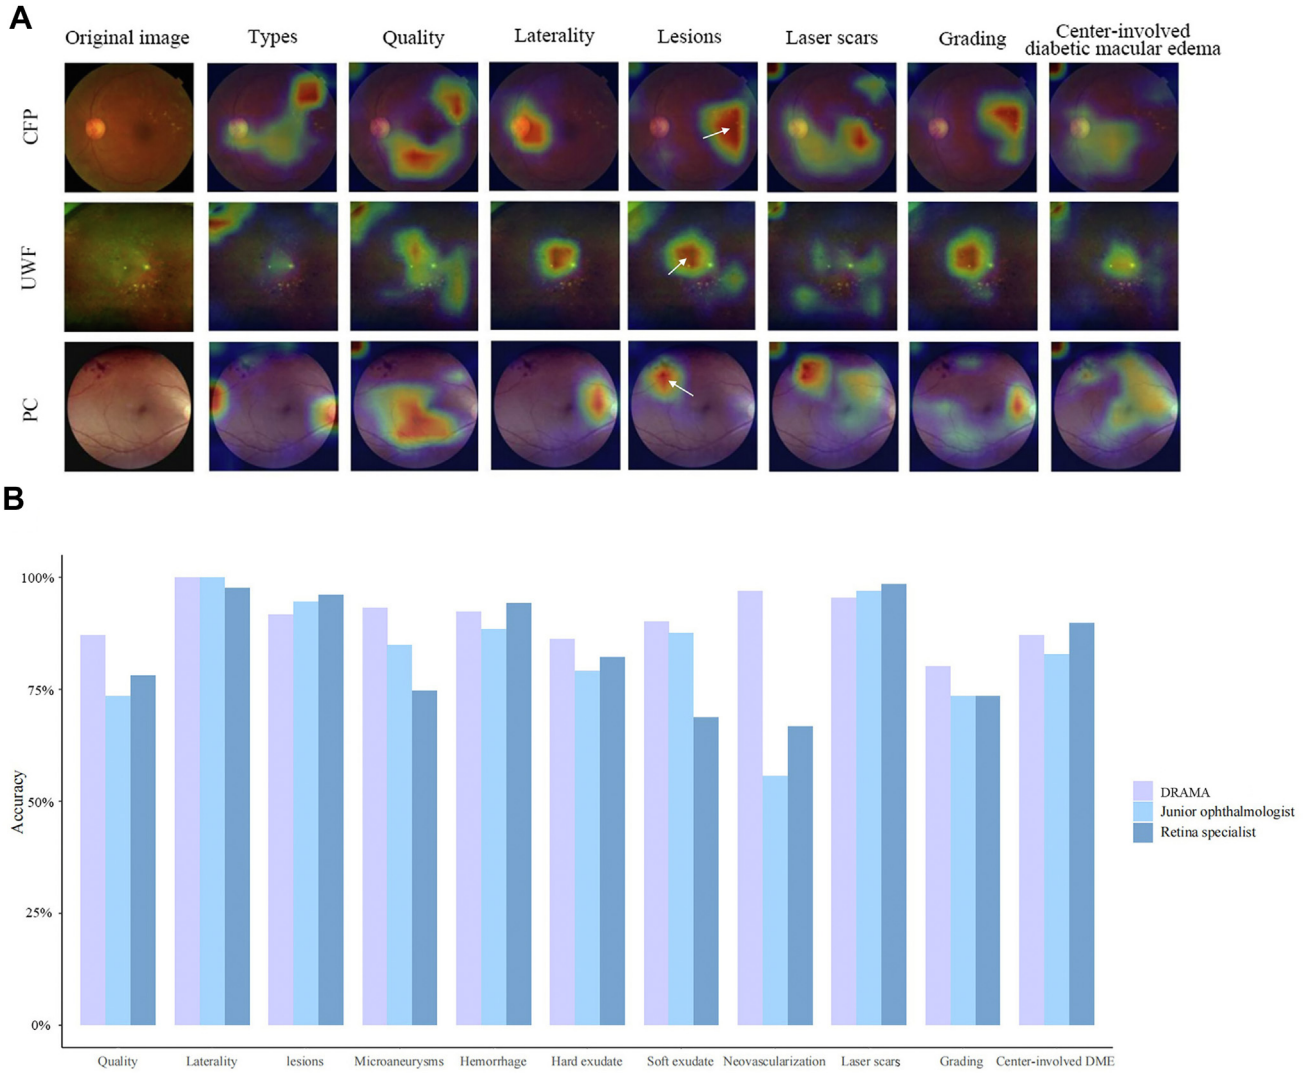 A
Original image
Types
Quality
Laterality
Lesions
Laser scars
Grading
Center-involved
diabetic macular edema
CFP
UWF
PC
B
100%
75%
50%
25%
0%
Accuracy
DRAMA
Junior ophthalmologist
Retina specialist
Quality
Laterality
lesions
Microaneurysms
Hemorrhage
Hard exudate
Soft exudate
Neovascularization
Laser scars
Grading
Center-involved DME